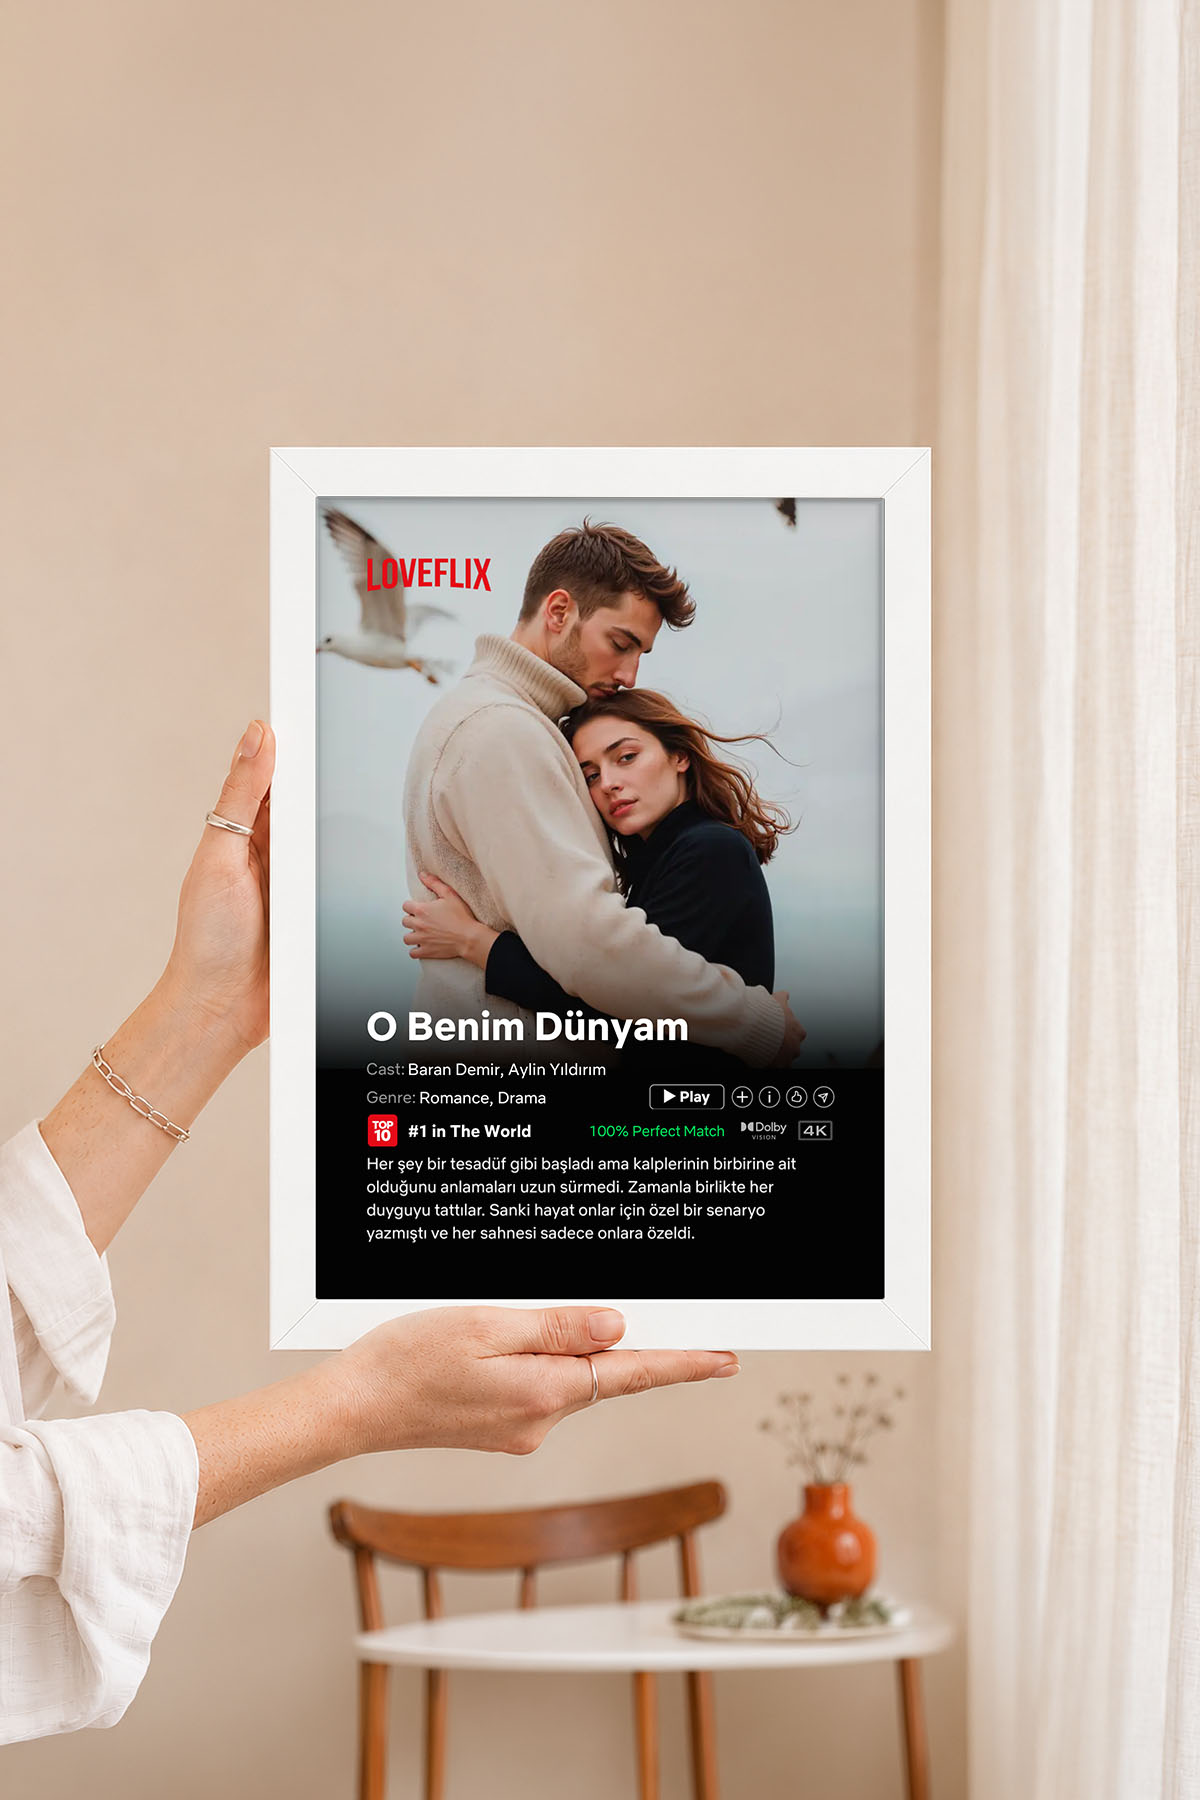 LOVEFLIX
O Benim Dünyam
Cast: Baran Demir, Aylin Yıldırım
Genre: Romance, Drama
Play
TOP 10 #1 in The World
100% Perfect Match
Dolby VISION
4K
Her şey bir tesadüf gibi başladı ama kalplerinin birbirine ait
olduğunu anlamaları uzun sürmedi. Zamanla birlikte her
duyguyu tattılar. Sanki hayat onlar için özel bir senaryo
yazmıştı ve her sahnesi sadece onlara özeldi.